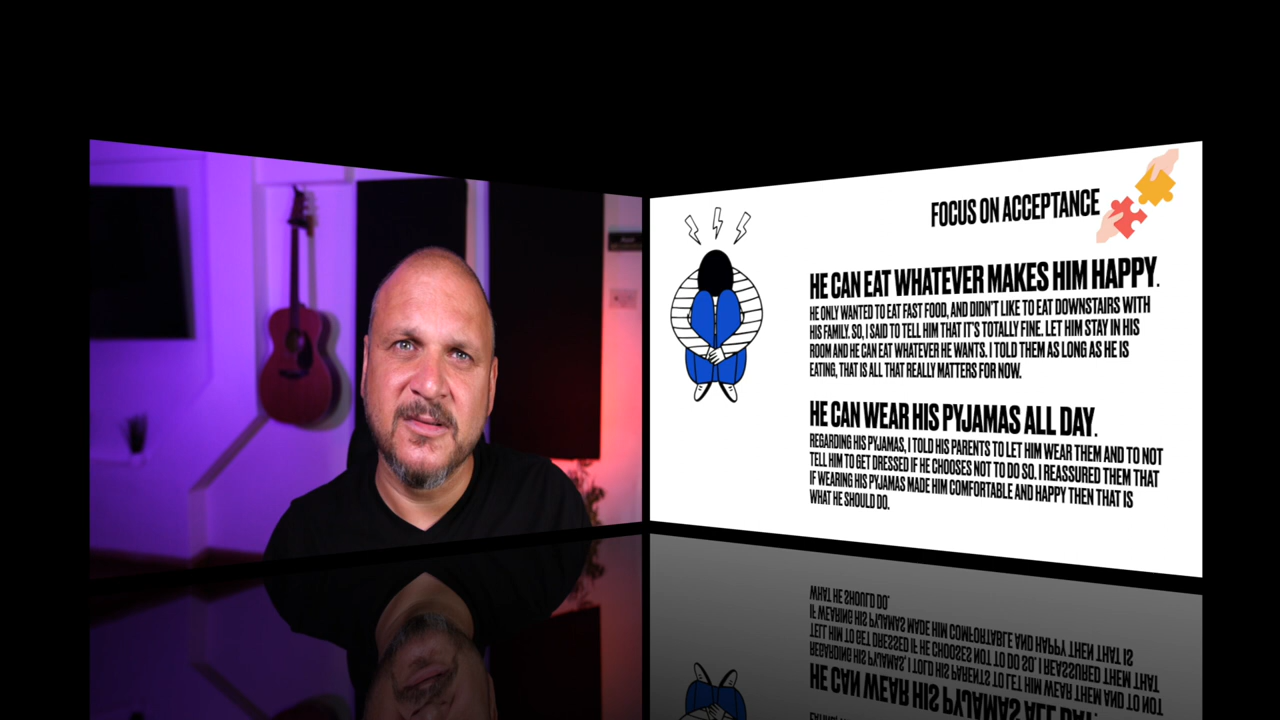 FOCUS ON ACCEPTANCE
HE CAN EAT WHATEVER MAKES HIM HAPPY.
HE ONLY WANTED TO EAT FAST FOOD, AND DIDN'T LIKE TO EAT DOWNSTAIRS WITH
HIS FAMILY. SO, I SAID TO TELL HIM THAT IT'S TOTALLY FINE. LET HIM STAY IN HIS
ROOM AND HE CAN EAT WHATEVER HE WANTS. I TOLD THEM AS LONG AS HE IS
EATING, THAT IS ALL THAT REALLY MATTERS FOR NOW.
HE CAN WEAR HIS PYJAMAS ALL DAY.
REGARDING HIS PYJAMAS, I TOLD HIS PARENTS TO LET HIM WEAR THEM AND TO NOT
TELL HIM TO GET DRESSED IF HE CHOOSES NOT TO DO SO. I REASSURED THEM THAT
IF WEARING HIS PYJAMAS MADE HIM COMFORTABLE AND HAPPY THEN THAT IS
WHAT HE SHOULD DO.